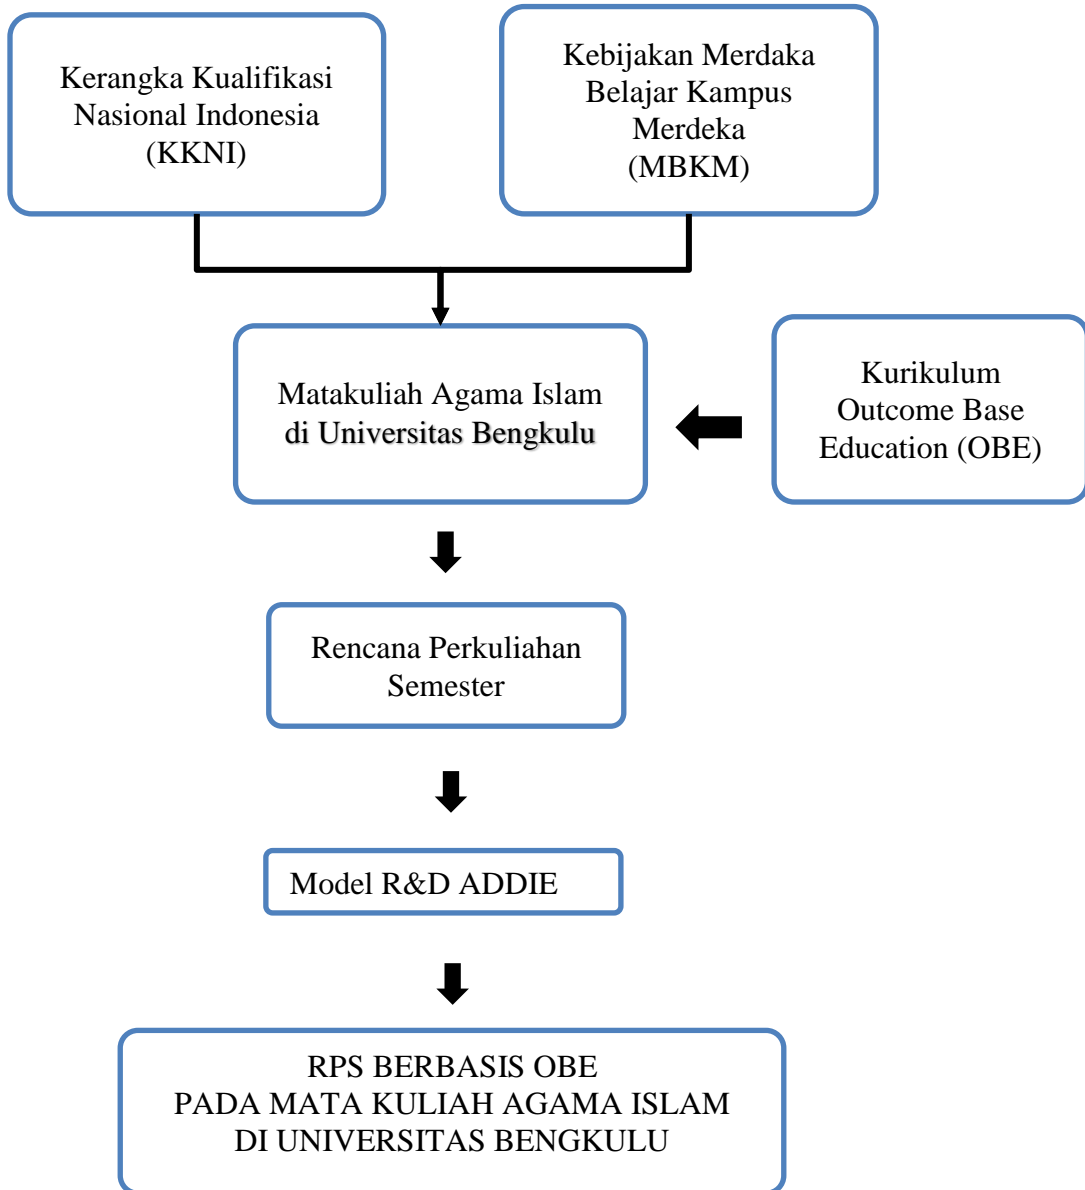 Kerangka Kualifikasi
Nasional Indonesia
(KKNI)
Kebijakan Merdaka
Belajar Kampus
Merdeka
(MBKM)
Matakuliah Agama Islam
di Universitas Bengkulu
Kurikulum
Outcome Base
Education (OBE)
Rencana Perkuliahan
Semester
Model R&D ADDIE
RPS BERBASIS OBE
PADA MATA KULIAH AGAMA ISLAM
DI UNIVERSITAS BENGKULU